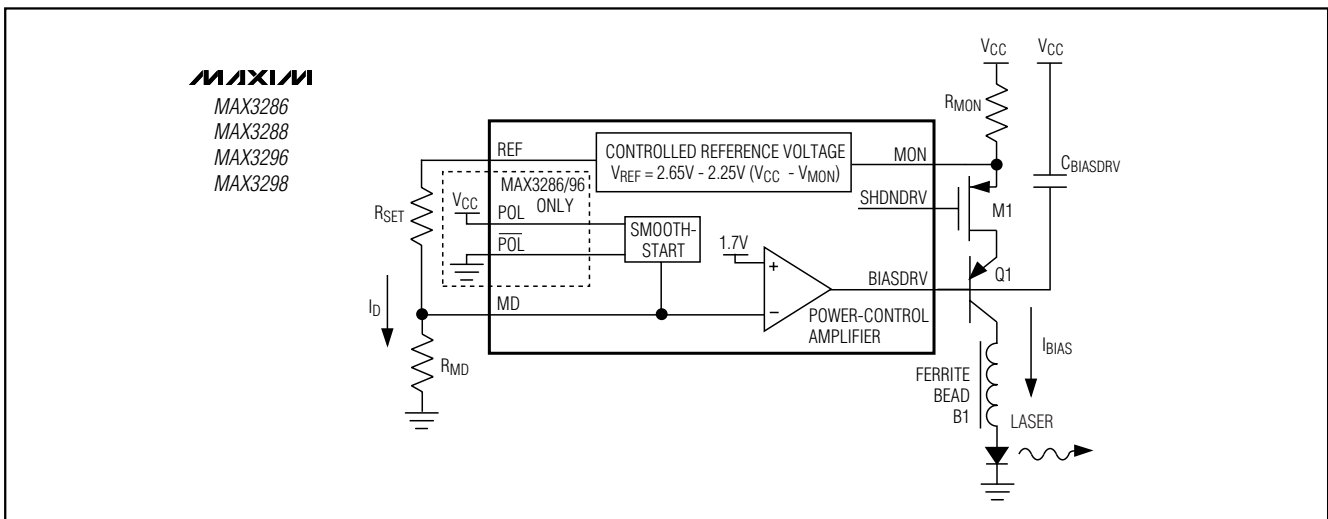 MAXIM
MAX3286
MAX3288
MAX3296
MAX3298
VCC
VCC
RMON
REF
CONTROLLED REFERENCE VOLTAGE
VREF = 2.65V - 2.25V (VCC - VMON)
MON
CBIASDRV
MAX3286/96
ONLY
VCC
SHDNDRV
M1
RSET
POL
SMOOTH-
START
POL
1.7V
+
BIASDRV
Q1
ID
MD
−
POWER-CONTROL
AMPLIFIER
IBIAS
RMD
FERRITE
BEAD
B1
LASER